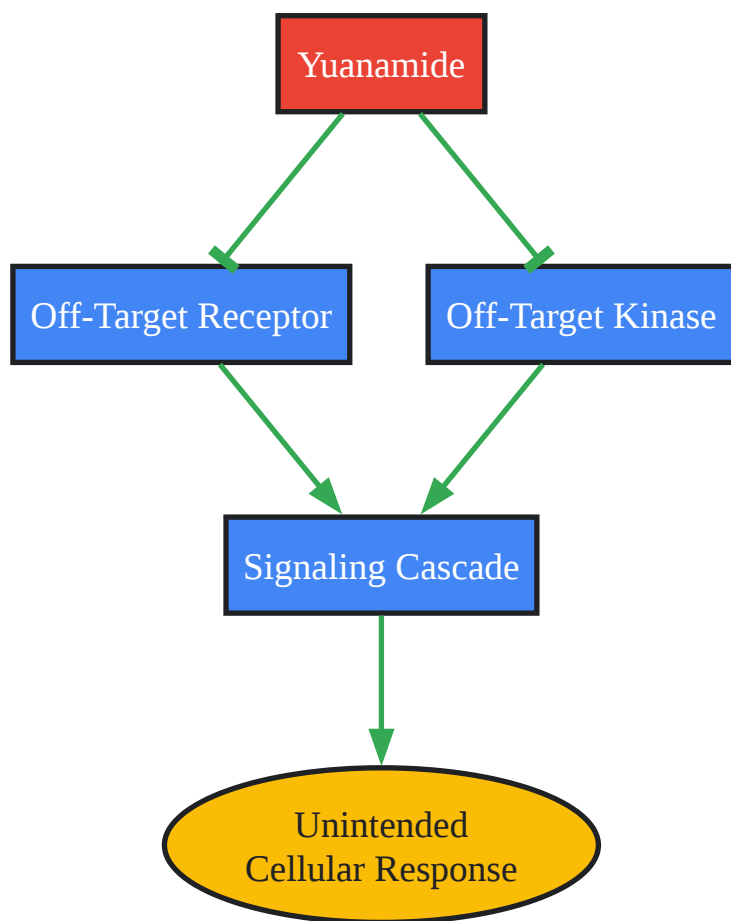 Yuanamide
Off-Target Receptor
Off-Target Kinase
Signaling Cascade
Unintended
Cellular Response